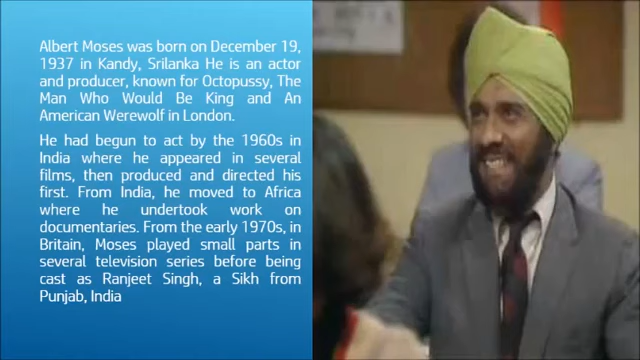 Albert Moses was born on December 19,
1937 in Kandy, Srilanka He is an actor
and producer, known for Octopussy, The
Man Who Would Be King and An
American Werewolf in London.
He had begun to act by the 1960s in
India where he appeared in several
films, then produced and directed his
first. From India, he moved to Africa
where he undertook work on
documentaries. From the early 1970s, in
Britain, Moses played small parts in
several television series before being
cast as Ranjeet Singh, a Sikh from
Punjab, India